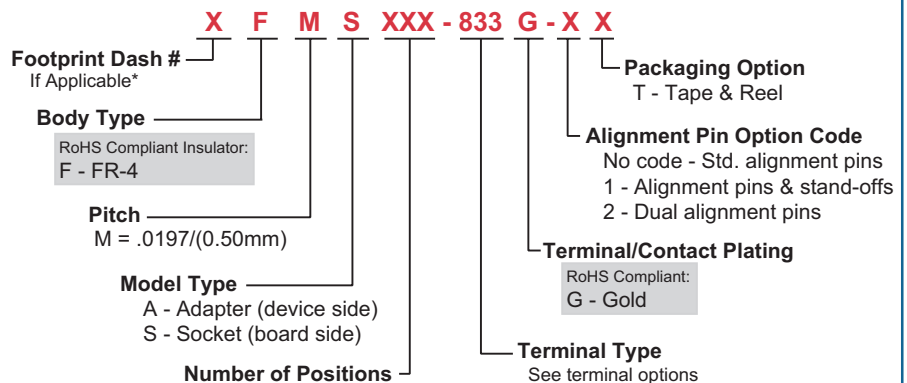 X F M S XXX - 833 G - X X
Footprint Dash #
If Applicable*
Body Type
RoHS Compliant Insulator:
F - FR-4
Pitch
M = .0197/(0.50mm)
Model Type
A - Adapter (device side)
S - Socket (board side)
Number of Positions
Packaging Option
T - Tape & Reel
Alignment Pin Option Code
No code - Std. alignment pins
1 - Alignment pins & stand-offs
2 - Dual alignment pins
Terminal/Contact Plating
RoHS Compliant:
G - Gold
Terminal Type
See terminal options